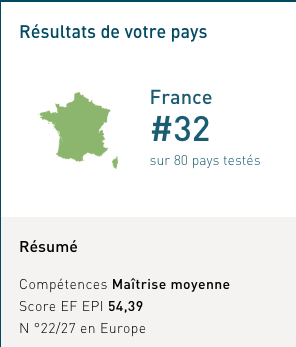 Résultats de votre pays
France
#32
sur 80 pays testés
Résumé
Compétences Maîtrise moyenne
Score EF EPI 54,39
N °22/27 en Europe